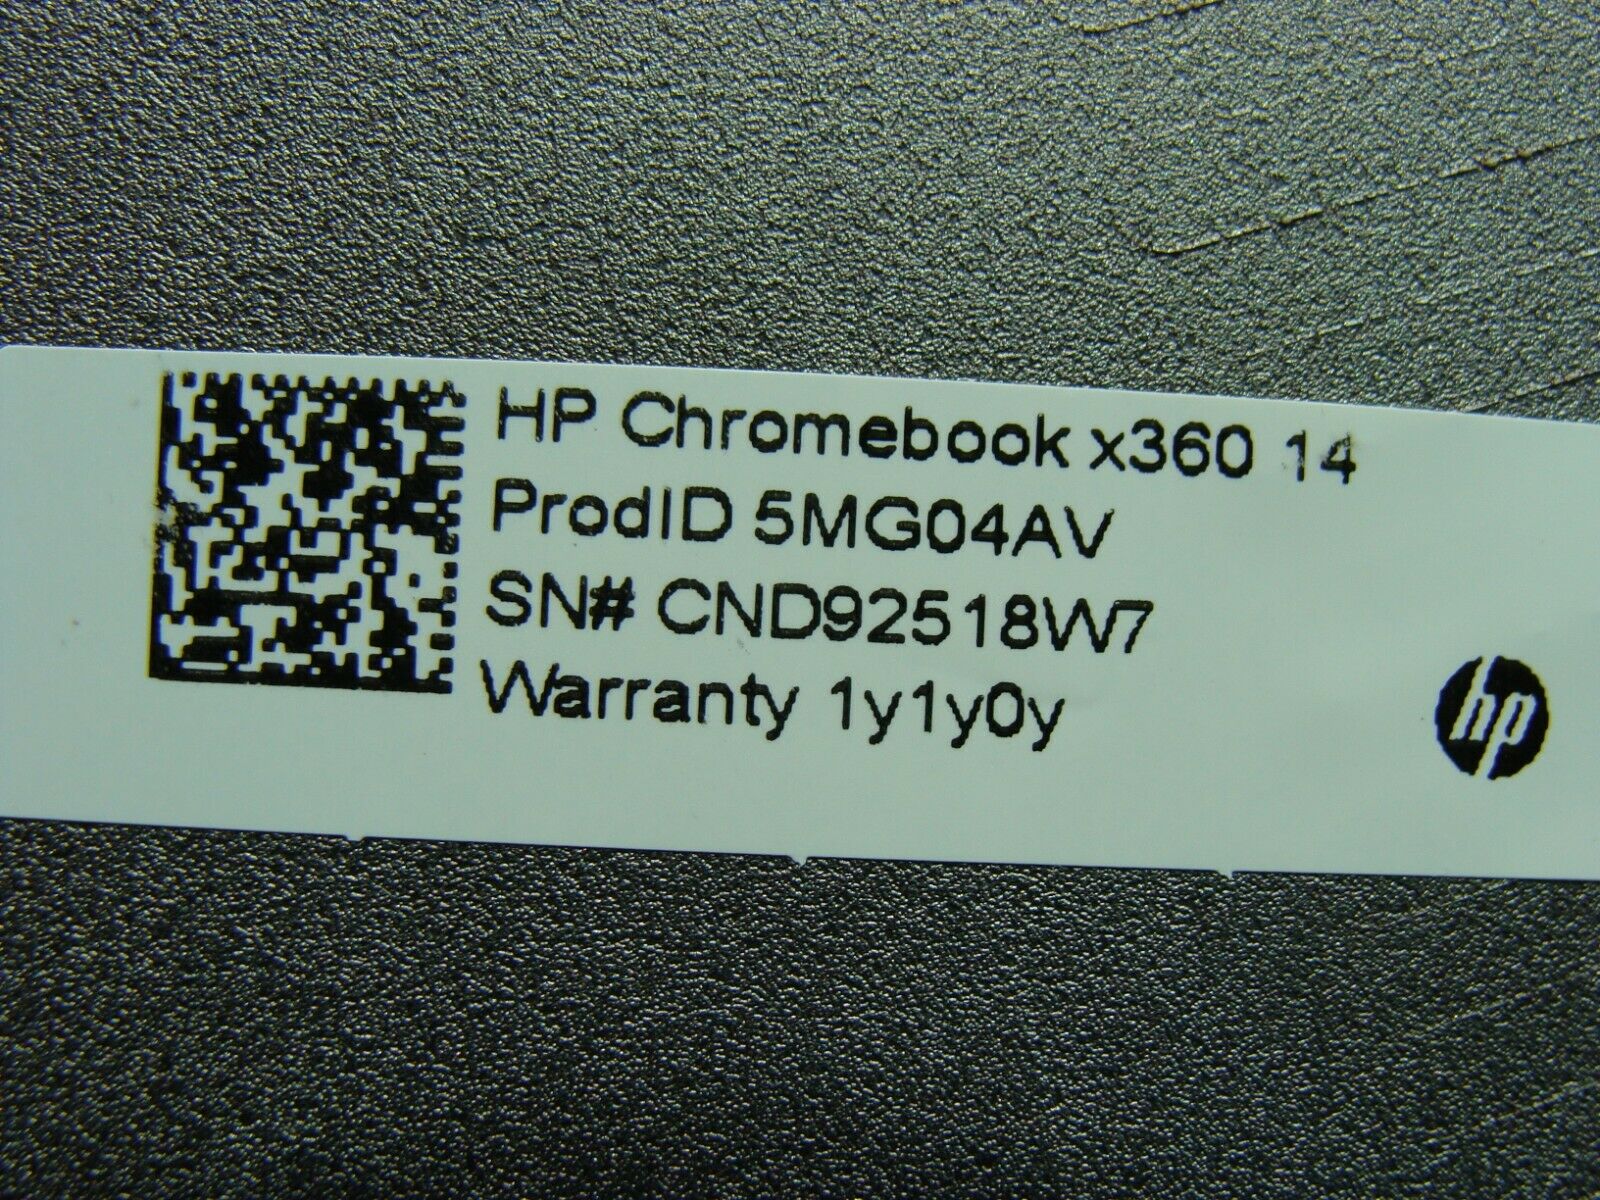 HP Chromebook x360 14
ProdID 5MG04AV
SN# CND92518W7
Warranty 1y1y0y
hp